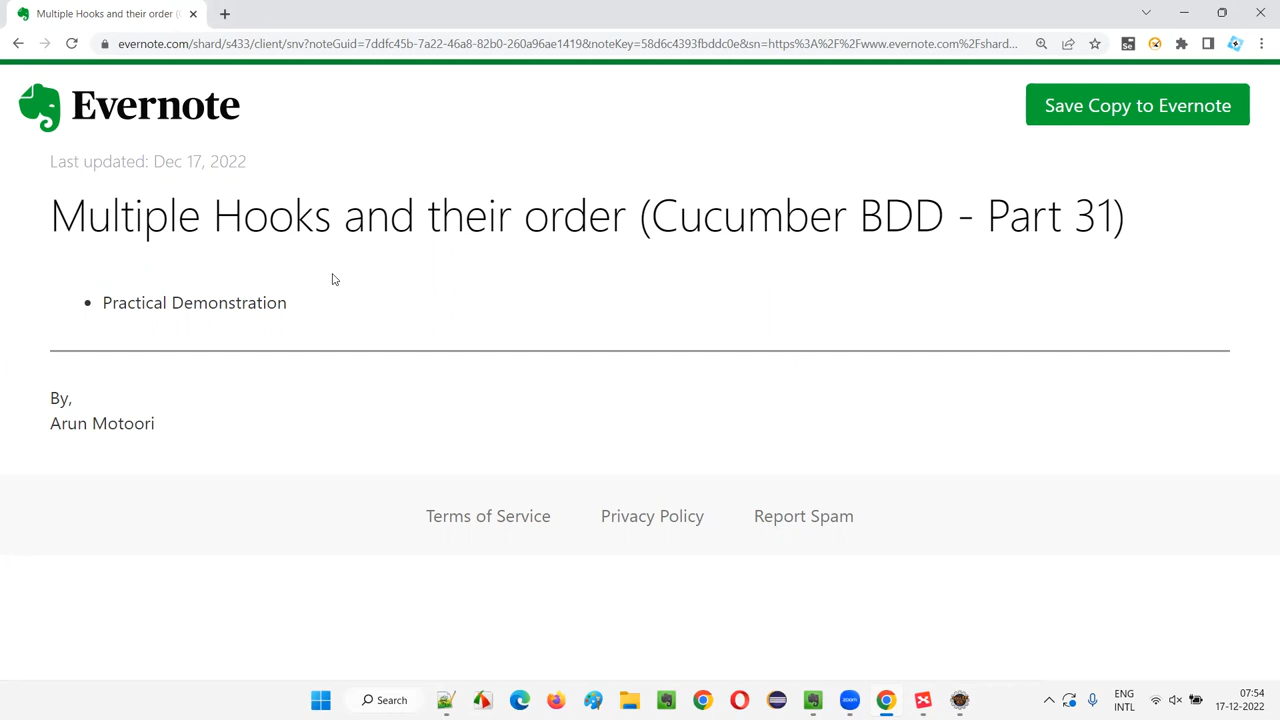 Multiple Hooks and their order (
evernote.com/shard/s433/client/snv?noteGuid=7ddfc45b-7e22-40a8-82b0-260a96ae1419&noteKey=58d6c4393fbddc0e&sn=https%3A%2F%2Fwww.evernote.com%2Fshard...
Evernote
Save Copy to Evernote
Last updated: Dec 17, 2022
Multiple Hooks and their order (Cucumber BDD - Part 31)
• Practical Demonstration
By,
Arun Motoori
Terms of Service Privacy Policy Report Spam
Search
zoom
ENG
INTL
07:54
17-12-2022